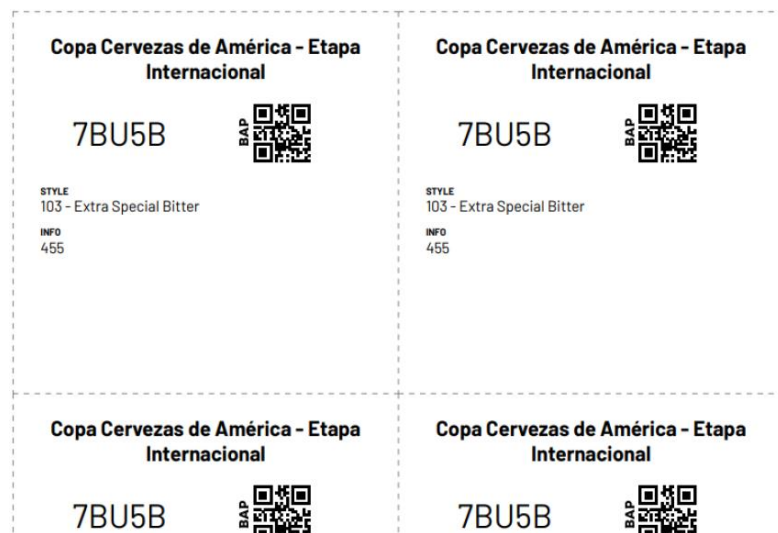 Copa Cervezas de América - Etapa
Internacional
7BU5B
BAP
STYLE
103 - Extra Special Bitter
INFO
455
Copa Cervezas de América - Etapa
Internacional
7BU5B
BAP
STYLE
103 - Extra Special Bitter
INFO
455
Copa Cervezas de América - Etapa
Internacional
7BU5B
BAP
Copa Cervezas de América - Etapa
Internacional
7BU5B
BAP